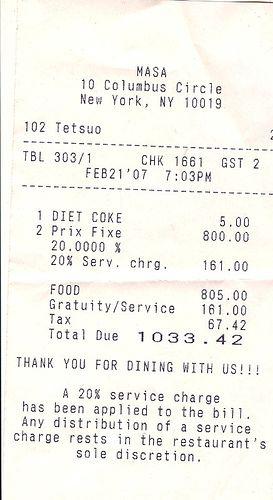 MASA
10 Columbus Circle
New York, NY 10019
102 Tetsuo
TBL 303/1 CHK 1661 GST 2
FEB21'07 7:03PM
1 DIET COKE 5.00
2 Prix Fixe 800.00
20.0000 %
20% Serv. chrg. 161.00
FOOD 805.00
Gratuity/Service 161.00
Tax 67.42
Total Due 1033.42
THANK YOU FOR DINING WITH US!!!
A 20% service charge
has been applied to the bill.
Any distribution of a service
charge rests in the restaurant's
sole discretion.